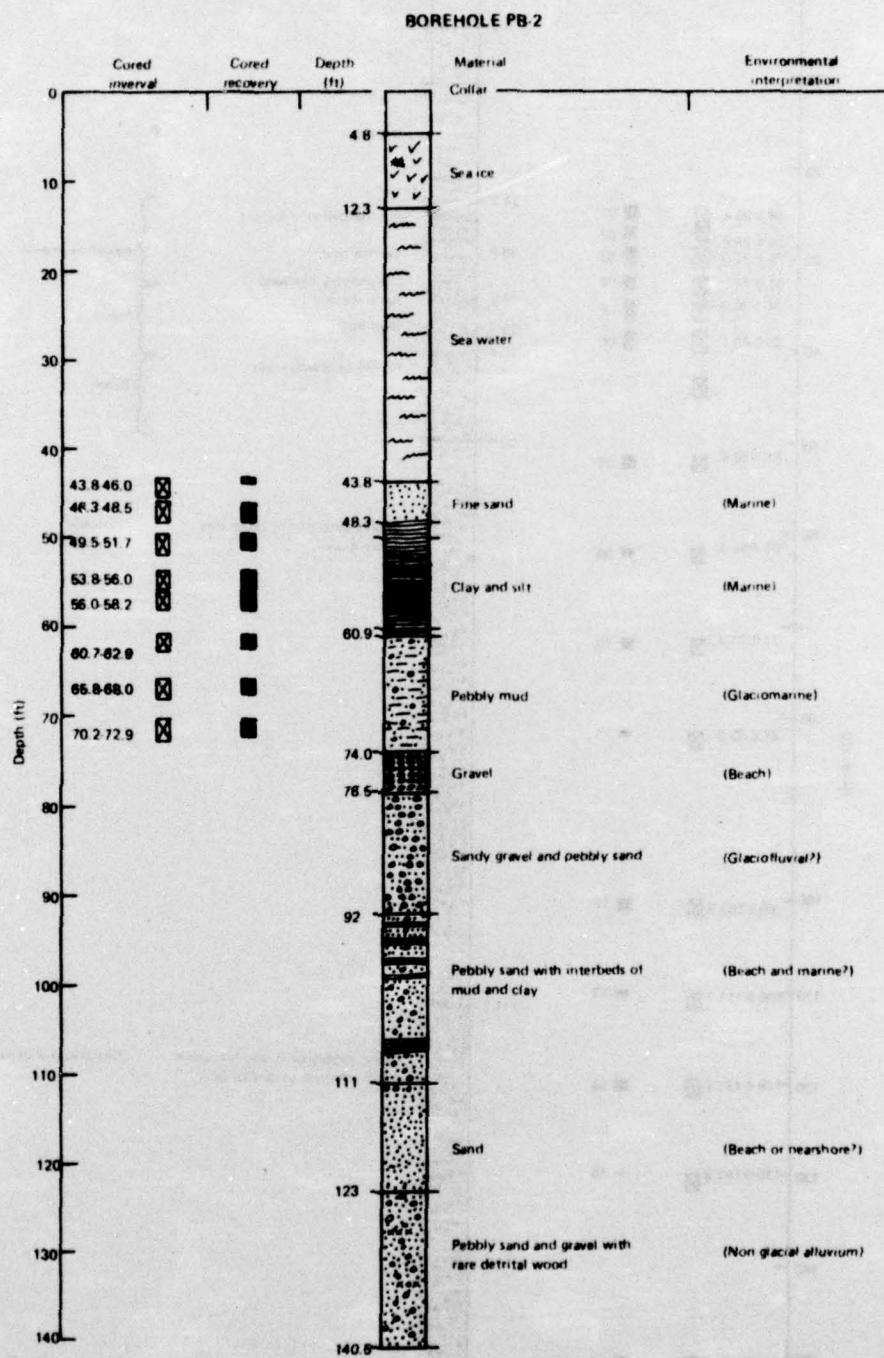 BOREHOLE PB-2
Cored inverval
Cored recovery
Depth (ft)
Material
Environmental interpretation
Collar
0
4.8
Sea ice
10
12.3
20
30
Sea water
40
43.8-46.0
43.8
46.3-48.5
Fine sand
(Marine)
48.3
50
49.5-51.7
53.8-56.0
Clay and silt
(Marine)
56.0-58.2
60
60.9
60.7-62.9
65.8-68.0
Pebbly mud
(Glaciomarine)
70
70.2-72.9
Depth (ft)
74.0
Gravel
(Beach)
76.5
80
Sandy gravel and pebbly sand
(Glaciofluvial?)
90
92
Pebbly sand with interbeds of
mud and clay
(Beach and marine?)
100
110
111
Sand
(Beach or nearshore?)
120
123
Pebbly sand and gravel with
rare detrital wood
(Non glacial alluvium)
130
140
140.5